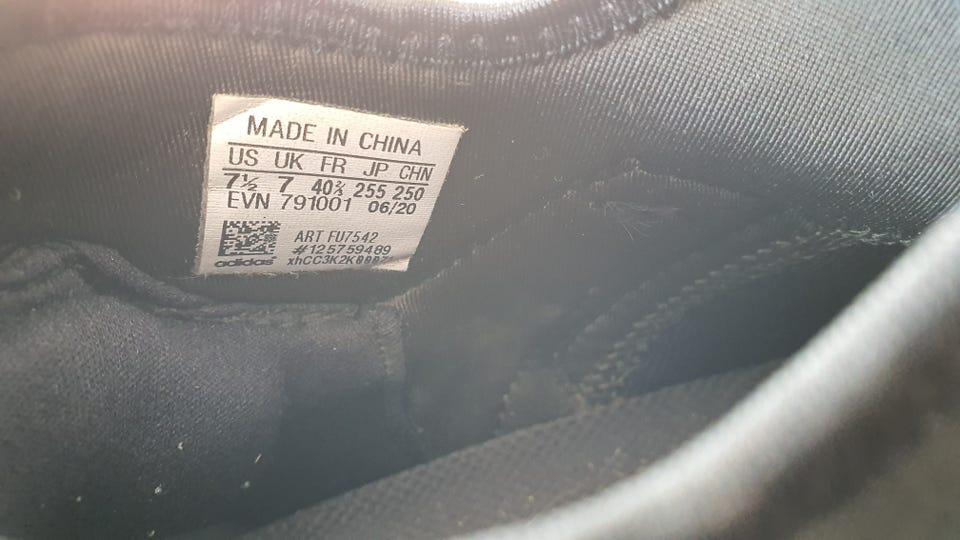 MADE IN CHINA
US UK FR JP CHN
7½ 7 40⅔ 255 250
EVN 791001 06/20
ART FU7542
#125759489
adidas